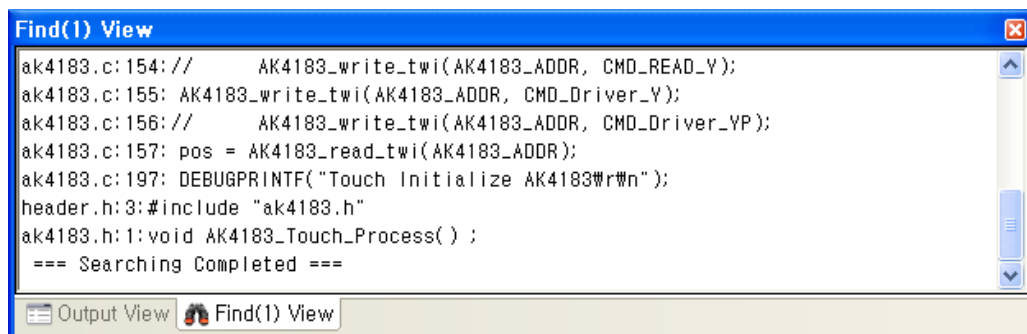 Find(1) View
ak4183.c:154://      AK4183_write_twi(AK4183_ADDR, CMD_READ_Y);
ak4183.c:155: AK4183_write_twi(AK4183_ADDR, CMD_Driver_Y);
ak4183.c:156://      AK4183_write_twi(AK4183_ADDR, CMD_Driver_YP);
ak4183.c:157: pos = AK4183_read_twi(AK4183_ADDR);
ak4183.c:197: DEBUGPRINTF("Touch Initialize AK4183₩r₩n");
header.h:3:#include "ak4183.h"
ak4183.h:1:void AK4183_Touch_Process() ;
 === Searching Completed ===
Output View Find(1) View